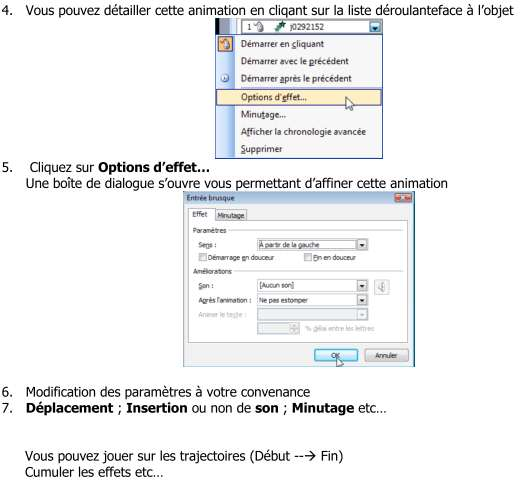 4. Vous pouvez détailler cette animation en cliqant sur la liste déroulanteface à l'objet
1 j0292152
Démarrer en cliquant
Démarrer avec le précédent
Démarrer après le précédent
Options d'effet...
Minutage...
Afficher la chronologie avancée
Supprimer
5. Cliquez sur Options d'effet…
Une boîte de dialogue s'ouvre vous permettant d'affiner cette animation
Entrée brusque
Effet Minutage
Paramètres
Sens : À partir de la gauche
Démarrage en douceur Fin en douceur
Améliorations
Son : [Aucun son]
Après l'animation : Ne pas estomper
Animer le texte :
% délai entre les lettres
OK Annuler
6. Modification des paramètres à votre convenance
7. Déplacement ; Insertion ou non de son ; Minutage etc…
Vous pouvez jouer sur les trajectoires (Début --→ Fin)
Cumuler les effets etc…